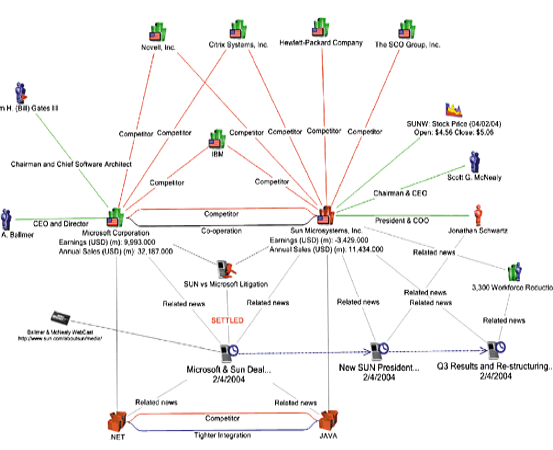 Novell, Inc.
Citrix Systems, Inc.
Hewlett-Packard Company
The SCO Group, Inc.
m H. (Bill) Gates III
SUNW: Stock Price (04/02/04)
Open: $4.56 Close: $5.06
Competitor
Competitor
Competitor
Competitor
Competitor
Competitor
IBM
Chairman and Chief Software Architect
Scott G. McNealy
Competitor
Competitor
Chairman & CEO
A. Ballmer
CEO and Director
Competitor
President & COO
Microsoft Corporation
Co-operation
Sun Microsystems, Inc.
Jonathan Schwartz
Earnings (USD) (m): 9,993.000
Earnings (USD) (m): -3,429.000
Annual Sales (USD) (m): 32,187.000
Annual Sales (USD) (m): 11,434.000
Related news
SUN vs Microsoft Litigation
3,300 Workforce Reductio
Related news
Related news
Related news
Related news
Related news
SETTLED
Related news
Ballmer & McNealy WebCast
http://www.sun.com/aboutsun/media/
Microsoft & Sun Deal...
2/4/2004
New SUN President...
2/4/2004
Q3 Results and Re-structuring..
2/4/2004
Related news
Related news
Competitor
NET
Tighter Integration
JAVA